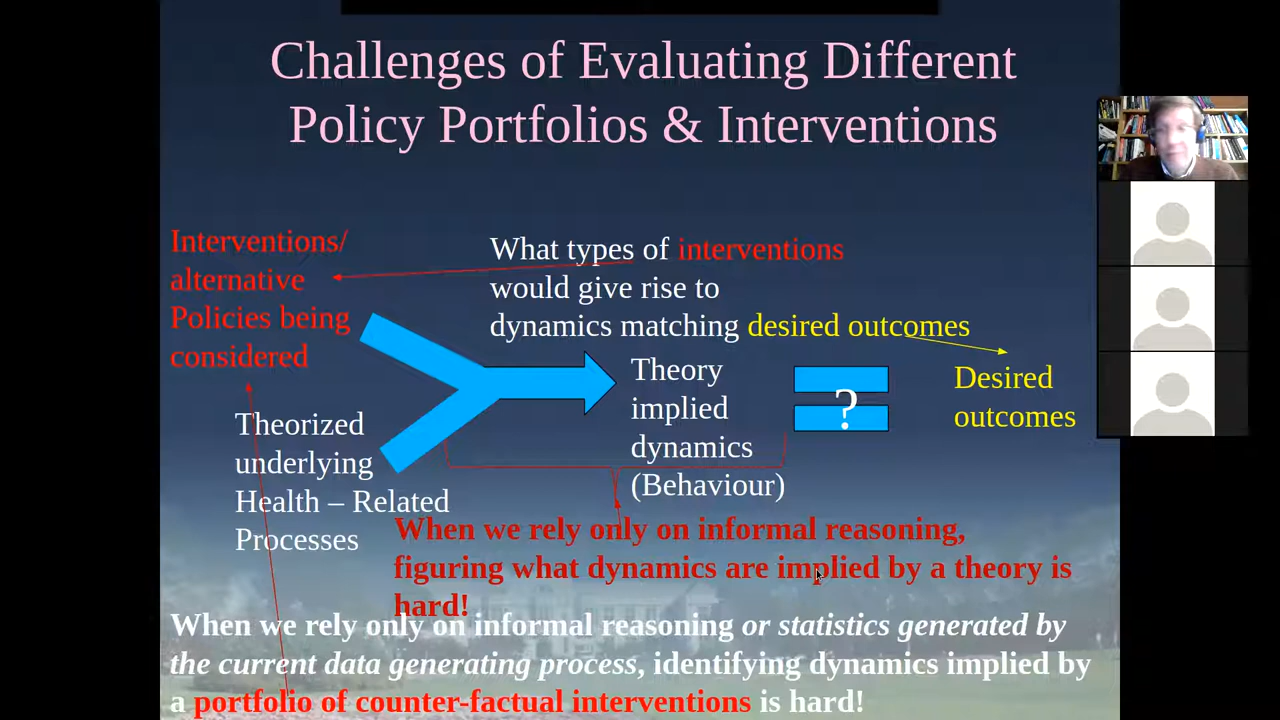 Challenges of Evaluating Different
Policy Portfolios & Interventions
Interventions/
alternative
Policies being
considered
What types of interventions
would give rise to
dynamics matching desired outcomes
Theory
implied
dynamics
(Behaviour)
?
Desired
outcomes
Theorized
underlying
Health – Related
Processes
When we rely only on informal reasoning,
figuring what dynamics are implied by a theory is
hard!
When we rely only on informal reasoning or statistics generated by
the current data generating process, identifying dynamics implied by
a portfolio of counter-factual interventions is hard!